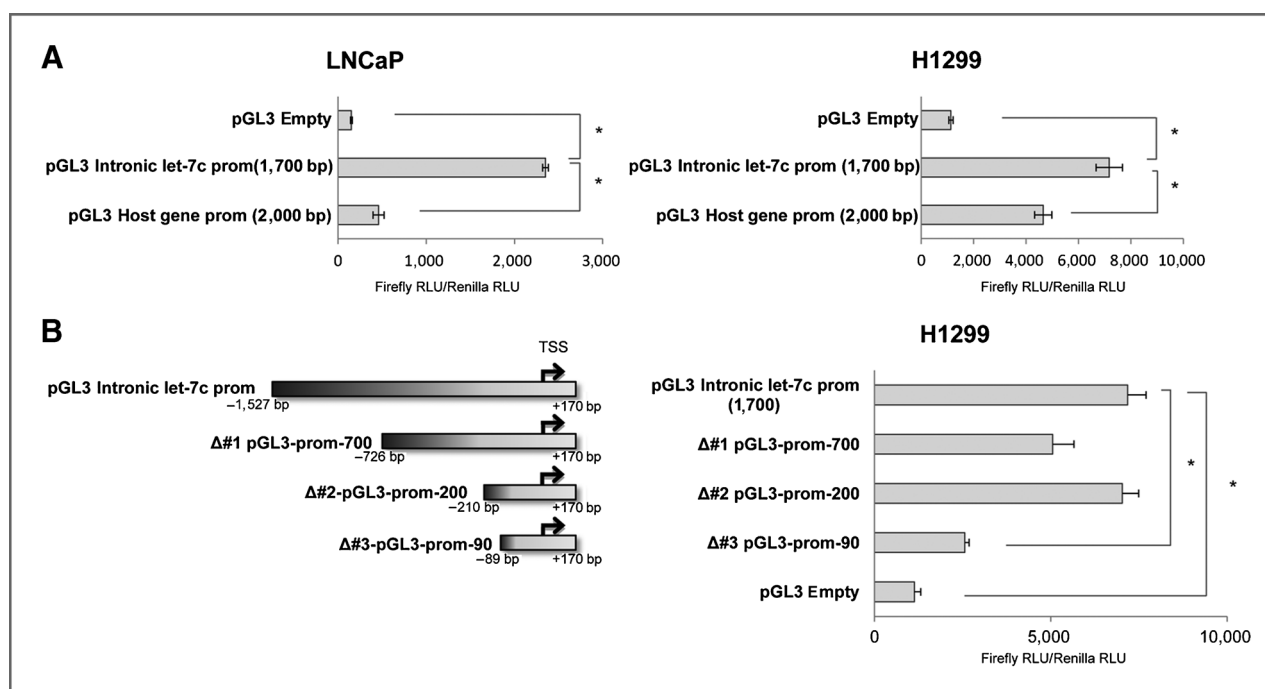 A
LNCaP
pGL3 Empty
pGL3 Intronic let-7c prom(1,700 bp)
pGL3 Host gene prom (2,000 bp)
*
*
0 1,000 2,000 3,000
Firefly RLU/Renilla RLU
H1299
pGL3 Empty
pGL3 Intronic let-7c prom (1,700 bp)
pGL3 Host gene prom (2,000 bp)
*
*
0 2,000 4,000 6,000 8,000 10,000
Firefly RLU/Renilla RLU
B
TSS
pGL3 Intronic let-7c prom
−1,527 bp +170 bp
Δ#1 pGL3-prom-700
−726 bp +170 bp
Δ#2-pGL3-prom-200
−210 bp +170 bp
Δ#3-pGL3-prom-90
−89 bp +170 bp
H1299
pGL3 Intronic let-7c prom
(1,700)
Δ#1 pGL3-prom-700
Δ#2 pGL3-prom-200
Δ#3 pGL3-prom-90
pGL3 Empty
*
*
0 5,000 10,000
Firefly RLU/Renilla RLU